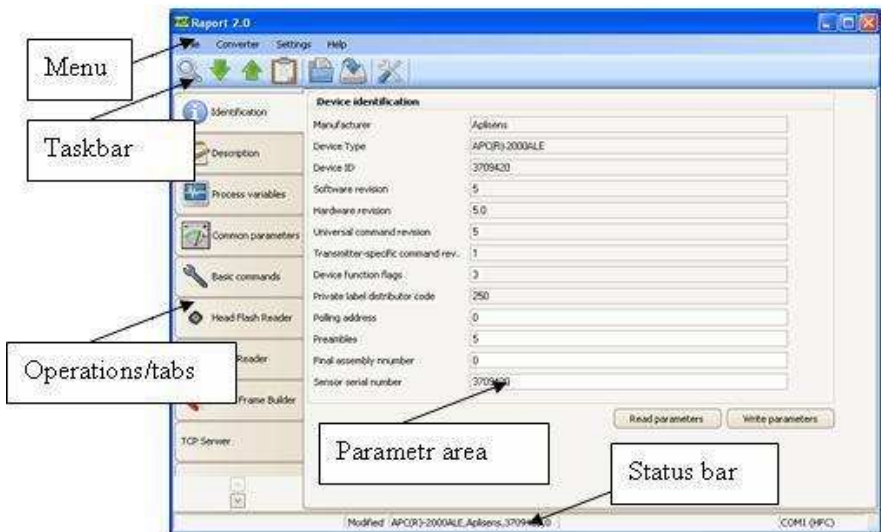 Raport 2.0
Converter Settings Help
Menu
Taskbar
Operations/tabs
Identification
Description
Process variables
Common parameters
Basic commands
Head Flash Reader
Reader
Frame Builder
TCP Server
Device identification
Manufacturer Aplisens
Device Type APC(R)-2000ALE
Device ID 3709420
Software revision 5
Hardware revision 5.0
Universal command revision 5
Transmitter-specific command rev.. 1
Device function flags 3
Private label distributor code 250
Polling address 0
Preambles 5
Final assembly nnumber 0
Sensor serial number 3709420
Read parameters Write parameters
Parametr area
Status bar
Modified APC(R)-2000ALE,Aplisens,
COM1 (HPC)